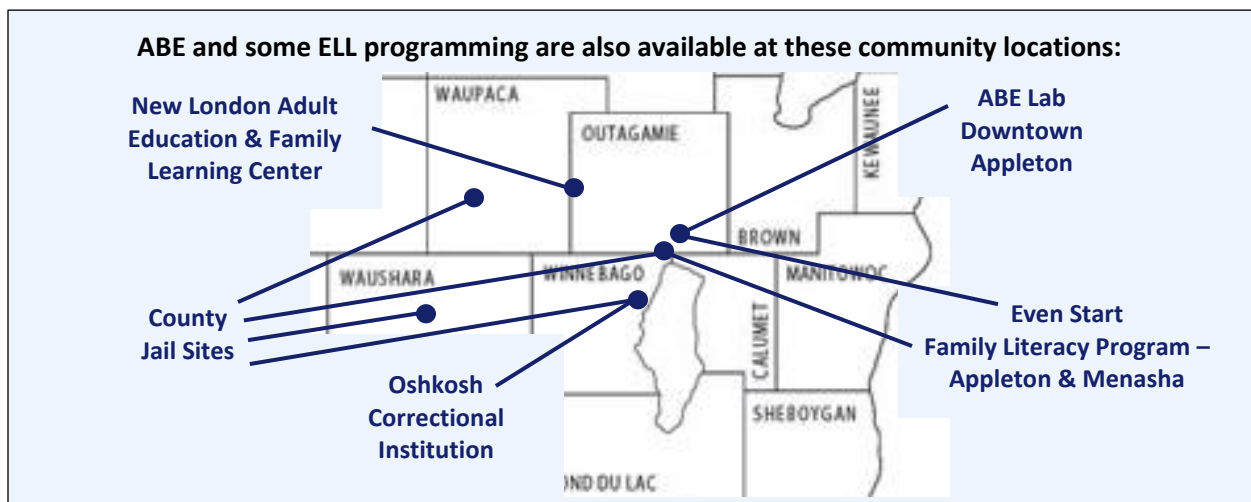 ABE and some ELL programming are also available at these community locations:
New London Adult
Education & Family
Learning Center
ABE Lab
Downtown
Appleton
WAUPACA
OUTAGAMIE
KEWAUNEE
BROWN
WAUSHARA
WINNEBAGO
MANITOWOC
CALUMET
County
Jail Sites
Even Start
Family Literacy Program –
Appleton & Menasha
Oshkosh
Correctional
Institution
SHEBOYGAN
OND DU LAC